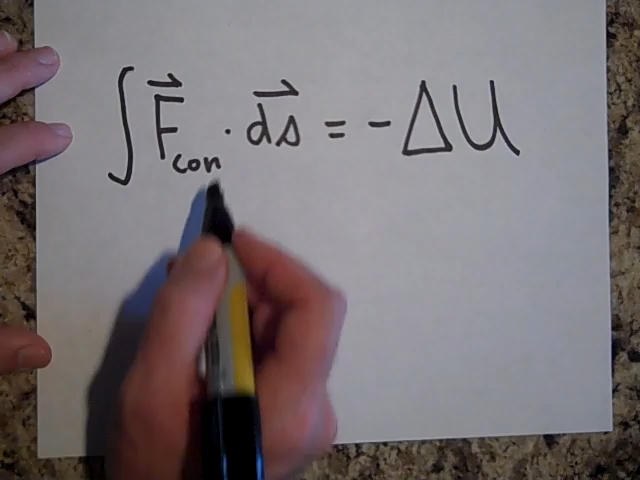 ∫ F⃗con · ds⃗ = -ΔU